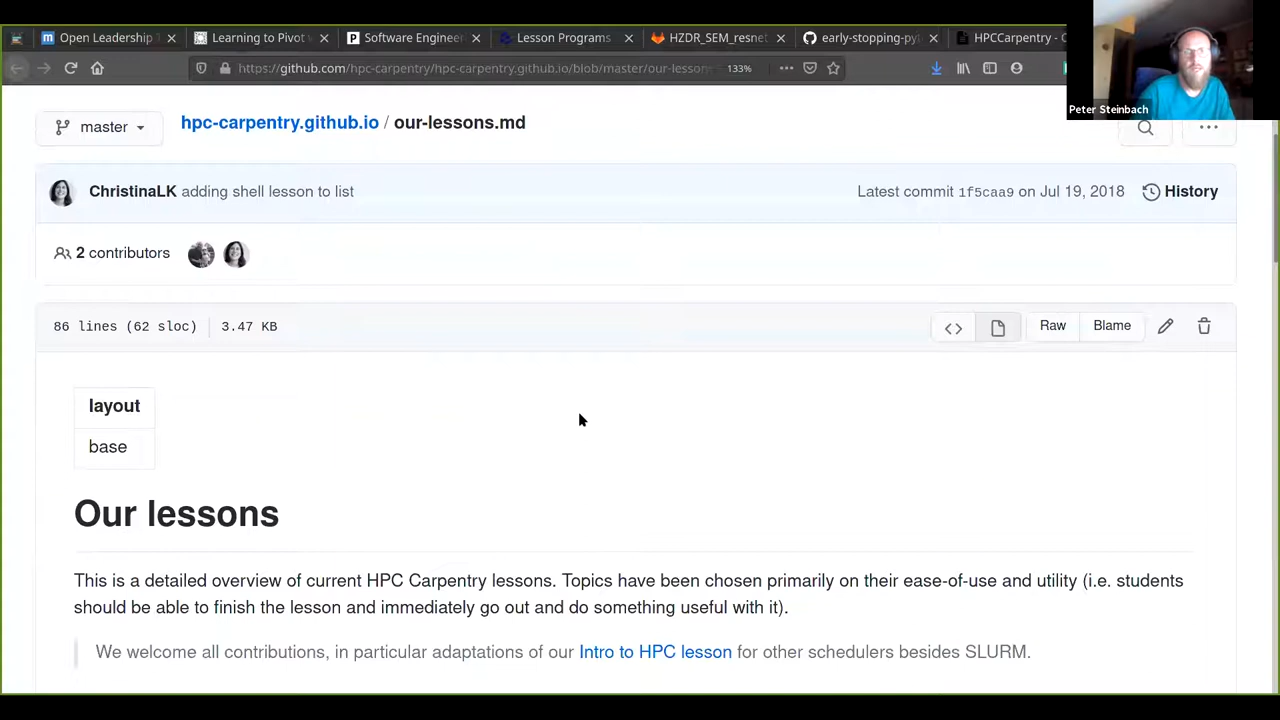 Open Leadership T
Learning to Pivot w
Software Enginee
Lesson Programs
HZDR_SEM_resnet
early-stopping-pyt
HPCCarpentry - O
https://github.com/hpc-carpentry/hpc-carpentry.github.io/blob/master/our-lesson
133%
Peter Steinbach
master
hpc-carpentry.github.io / our-lessons.md
ChristinaLK adding shell lesson to list
Latest commit 1f5caa9 on Jul 19, 2018
History
2 contributors
86 lines (62 sloc)
3.47 KB
Raw
Blame
layout
base
Our lessons
This is a detailed overview of current HPC Carpentry lessons. Topics have been chosen primarily on their ease-of-use and utility (i.e. students
should be able to finish the lesson and immediately go out and do something useful with it).
We welcome all contributions, in particular adaptations of our Intro to HPC lesson for other schedulers besides SLURM.